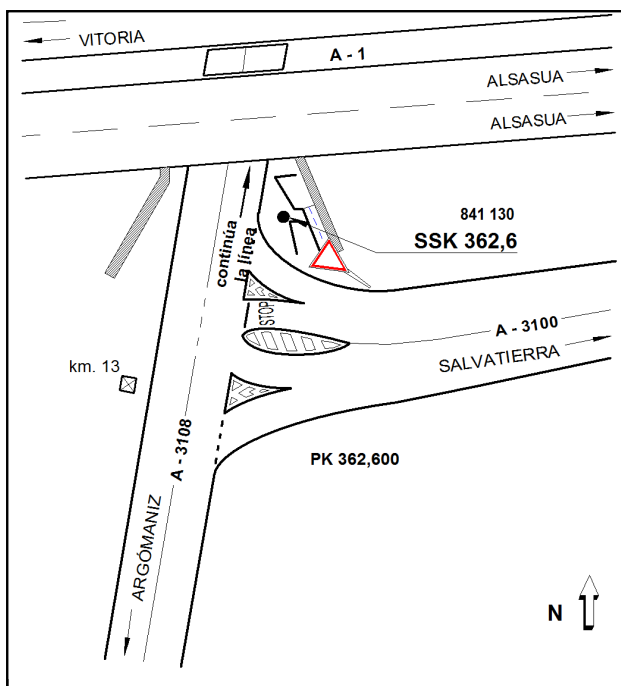 VITORIA
A - 1
ALSASUA
ALSASUA
841 130
SSK 362,6
continúa
la línea
STOP
A - 3100
SALVATIERRA
km. 13
A - 3108
PK 362,600
ARGÓMANIZ
N